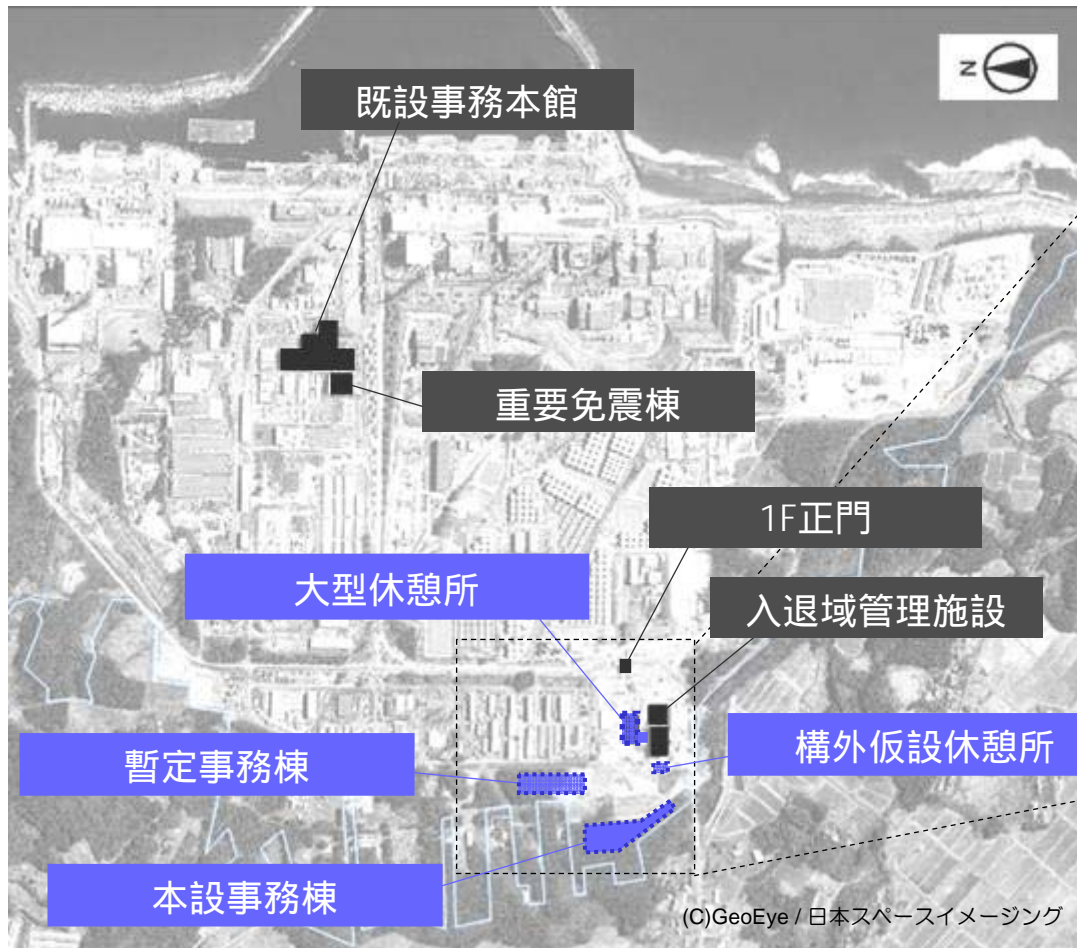 N
既設事務本館
重要免震棟
1F正門
大型休憩所
入退域管理施設
構外仮設休憩所
暫定事務棟
本設事務棟
(C)GeoEye / 日本スペースイメージング